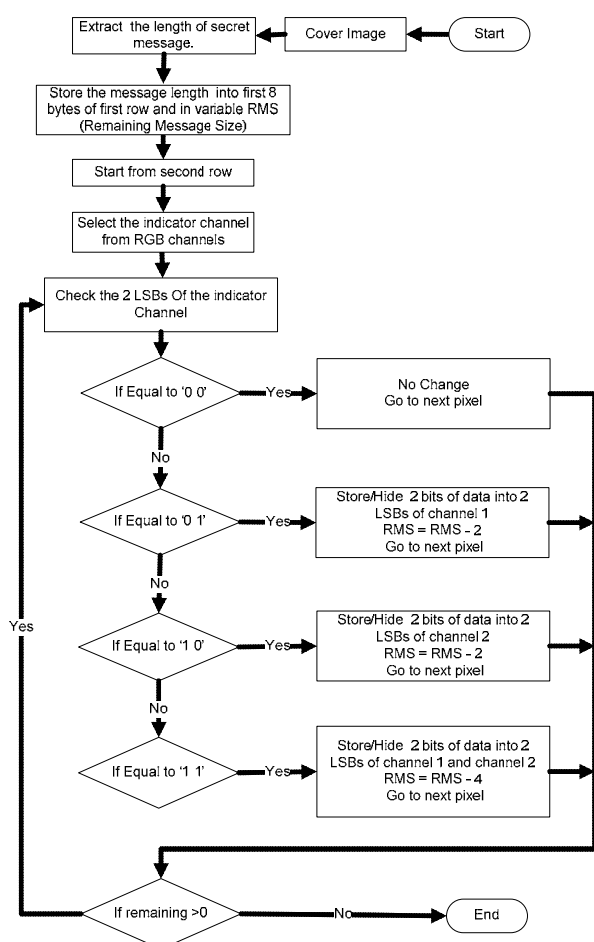 Start
Cover Image
Extract the length of secret
message.
Store the message length into first 8
bytes of first row and in variable RMS
(Remaining Message Size)
Start from second row
Select the indicator channel
from RGB channels
Check the 2 LSBs Of the indicator
Channel
If Equal to ‘0 0’
Yes
No Change
Go to next pixel
No
If Equal to ‘0 1’
Yes
Store/Hide 2 bits of data into 2
LSBs of channel 1
RMS = RMS - 2
Go to next pixel
No
If Equal to ‘1 0’
Yes
Store/Hide 2 bits of data into 2
LSBs of channel 2
RMS = RMS - 2
Go to next pixel
No
If Equal to ‘1 1’
Yes
Store/Hide 2 bits of data into 2
LSBs of channel 1 and channel 2
RMS = RMS - 4
Go to next pixel
Yes
If remaining >0
No
End